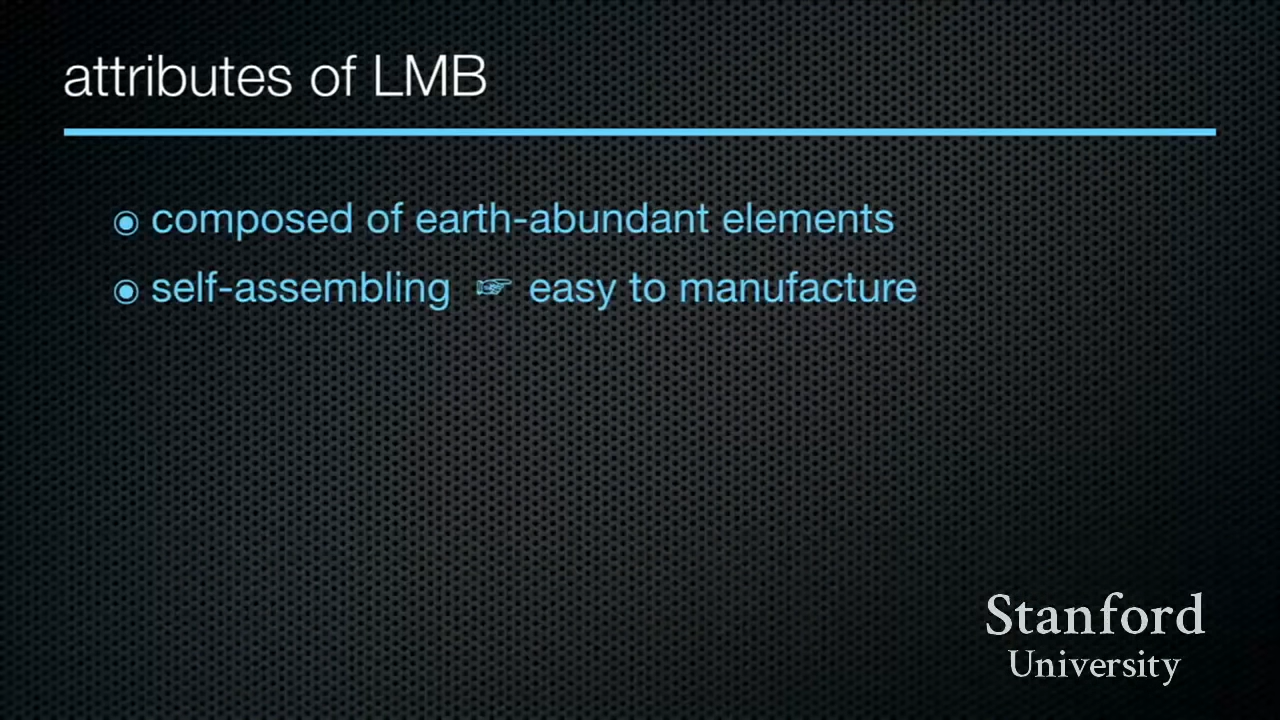 attributes of LMB
◉ composed of earth-abundant elements
◉ self-assembling ☞ easy to manufacture
Stanford
University